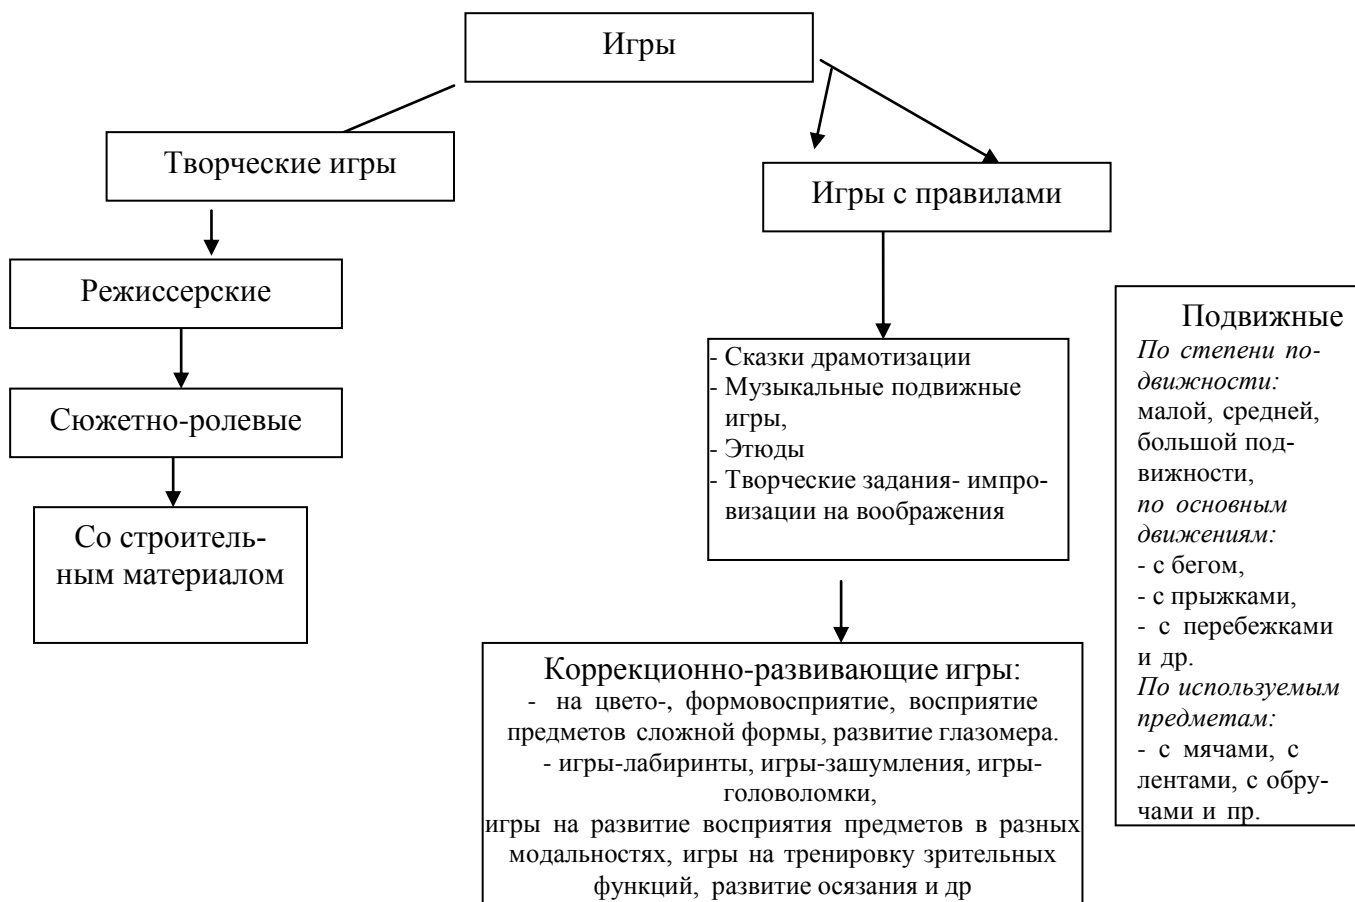 Игры
Творческие игры
Режиссерские
Сюжетно-ролевые
Со строитель-
ным материалом
Игры с правилами
- Сказки драмотизации
- Музыкальные подвижные
игры,
- Этюды
- Творческие задания- импро-
визации на воображения
Коррекционно-развивающие игры:
- на цвето-, формовосприятие, восприятие
предметов сложной формы, развитие глазомера.
- игры-лабиринты, игры-зашумления, игры-
головоломки,
игры на развитие восприятия предметов в разных
модальностях, игры на тренировку зрительных
функций, развитие осязания и др
Подвижные
По степени по-
движности:
малой, средней,
большой под-
вижности,
по основным
движениям:
- с бегом,
- с прыжками,
- с перебежками
и др.
По используемым
предметам:
- с мячами, с
лентами, с обру-
чами и пр.